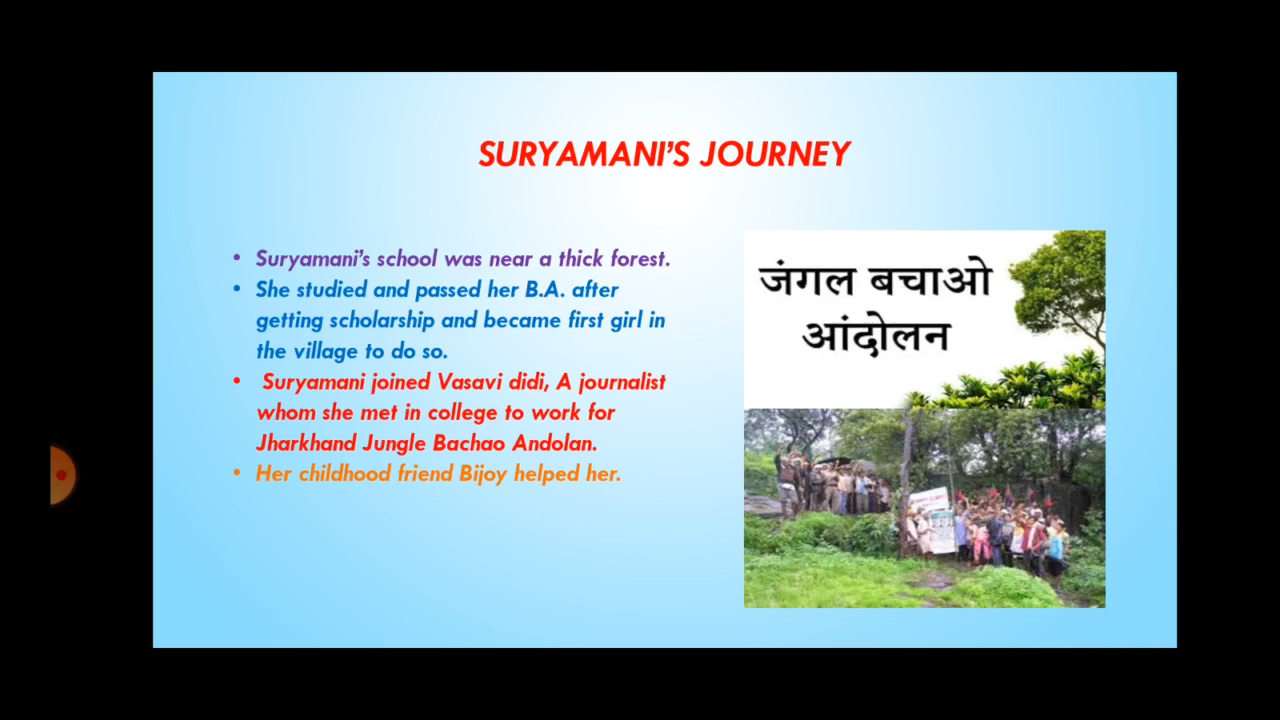 SURYAMANI’S JOURNEY
• Suryamani’s school was near a thick forest.
• She studied and passed her B.A. after
getting scholarship and became first girl in
the village to do so.
• Suryamani joined Vasavi didi, A journalist
whom she met in college to work for
Jharkhand Jungle Bachao Andolan.
• Her childhood friend Bijoy helped her.
जंगल बचाओ
आंदोलन